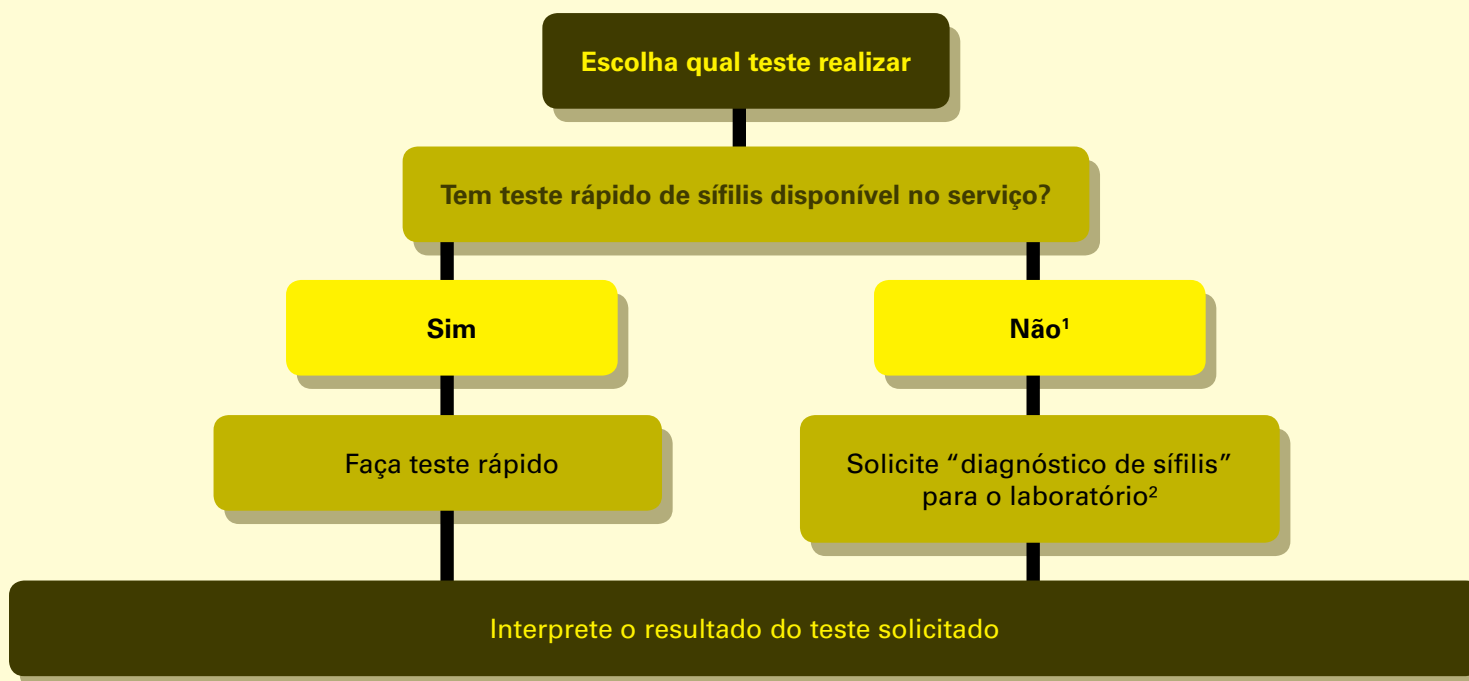 Escolha qual teste realizar
Tem teste rápido de sífilis disponível no serviço?
Sim
Não¹
Faça teste rápido
Solicite “diagnóstico de sífilis”
para o laboratório²
Interprete o resultado do teste solicitado